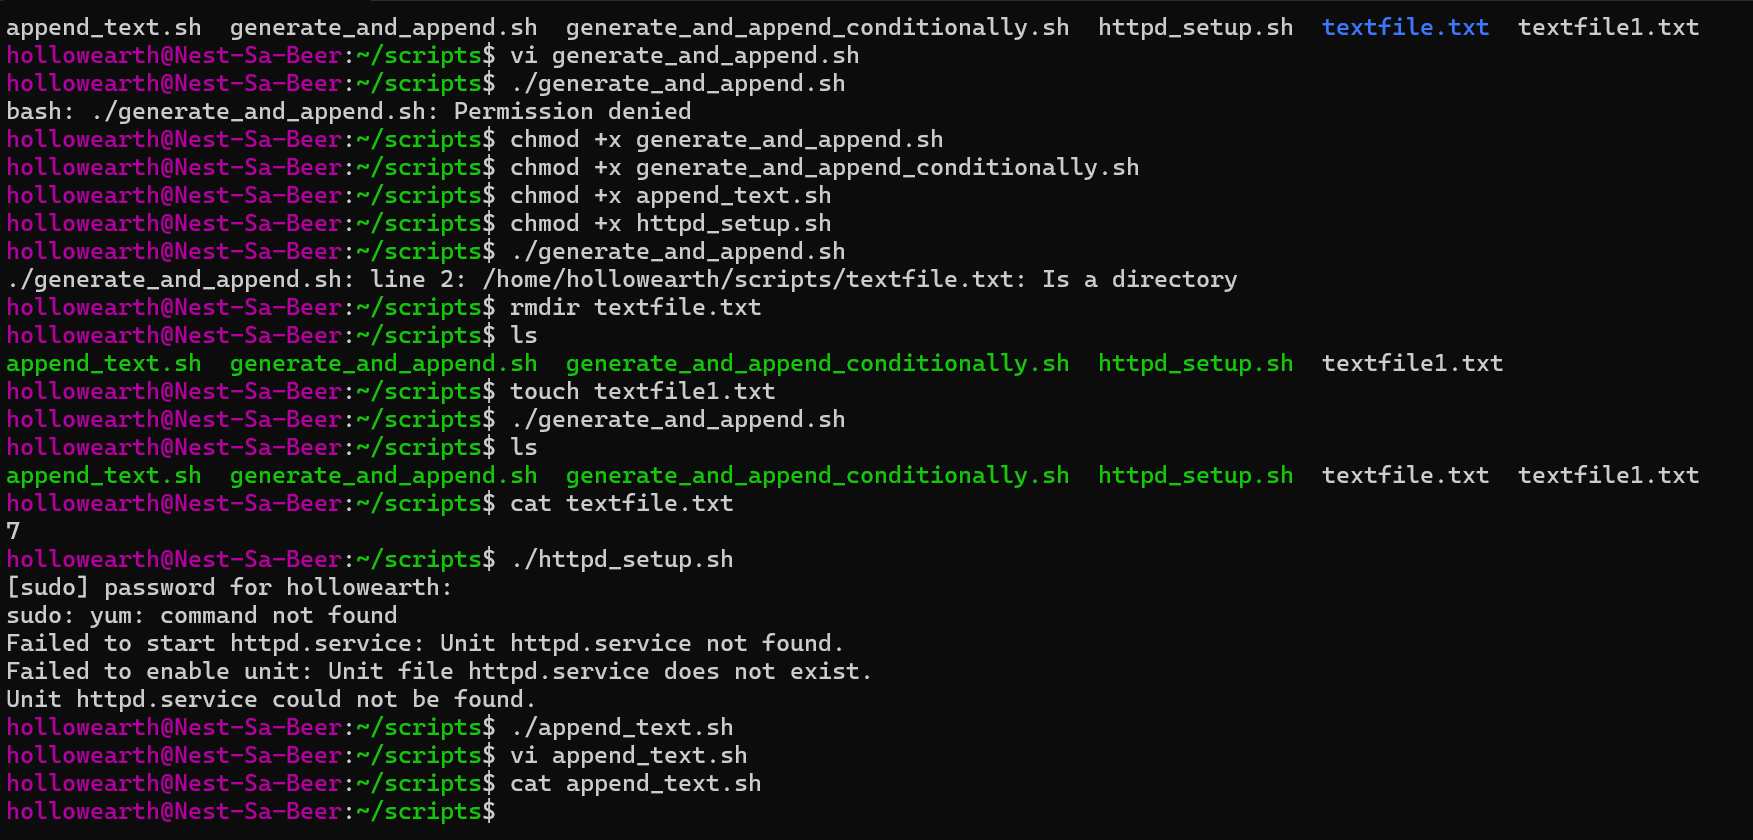 append_text.sh  generate_and_append.sh  generate_and_append_conditionally.sh  httpd_setup.sh  textfile.txt  textfile1.txt
hollowearth@Nest-Sa-Beer:~/scripts$ vi generate_and_append.sh
hollowearth@Nest-Sa-Beer:~/scripts$ ./generate_and_append.sh
bash: ./generate_and_append.sh: Permission denied
hollowearth@Nest-Sa-Beer:~/scripts$ chmod +x generate_and_append.sh
hollowearth@Nest-Sa-Beer:~/scripts$ chmod +x generate_and_append_conditionally.sh
hollowearth@Nest-Sa-Beer:~/scripts$ chmod +x append_text.sh
hollowearth@Nest-Sa-Beer:~/scripts$ chmod +x httpd_setup.sh
hollowearth@Nest-Sa-Beer:~/scripts$ ./generate_and_append.sh
./generate_and_append.sh: line 2: /home/hollowearth/scripts/textfile.txt: Is a directory
hollowearth@Nest-Sa-Beer:~/scripts$ rmdir textfile.txt
hollowearth@Nest-Sa-Beer:~/scripts$ ls
append_text.sh  generate_and_append.sh  generate_and_append_conditionally.sh  httpd_setup.sh  textfile1.txt
hollowearth@Nest-Sa-Beer:~/scripts$ touch textfile1.txt
hollowearth@Nest-Sa-Beer:~/scripts$ ./generate_and_append.sh
hollowearth@Nest-Sa-Beer:~/scripts$ ls
append_text.sh  generate_and_append.sh  generate_and_append_conditionally.sh  httpd_setup.sh  textfile.txt  textfile1.txt
hollowearth@Nest-Sa-Beer:~/scripts$ cat textfile.txt
7
hollowearth@Nest-Sa-Beer:~/scripts$ ./httpd_setup.sh
[sudo] password for hollowearth:
sudo: yum: command not found
Failed to start httpd.service: Unit httpd.service not found.
Failed to enable unit: Unit file httpd.service does not exist.
Unit httpd.service could not be found.
hollowearth@Nest-Sa-Beer:~/scripts$ ./append_text.sh
hollowearth@Nest-Sa-Beer:~/scripts$ vi append_text.sh
hollowearth@Nest-Sa-Beer:~/scripts$ cat append_text.sh
hollowearth@Nest-Sa-Beer:~/scripts$